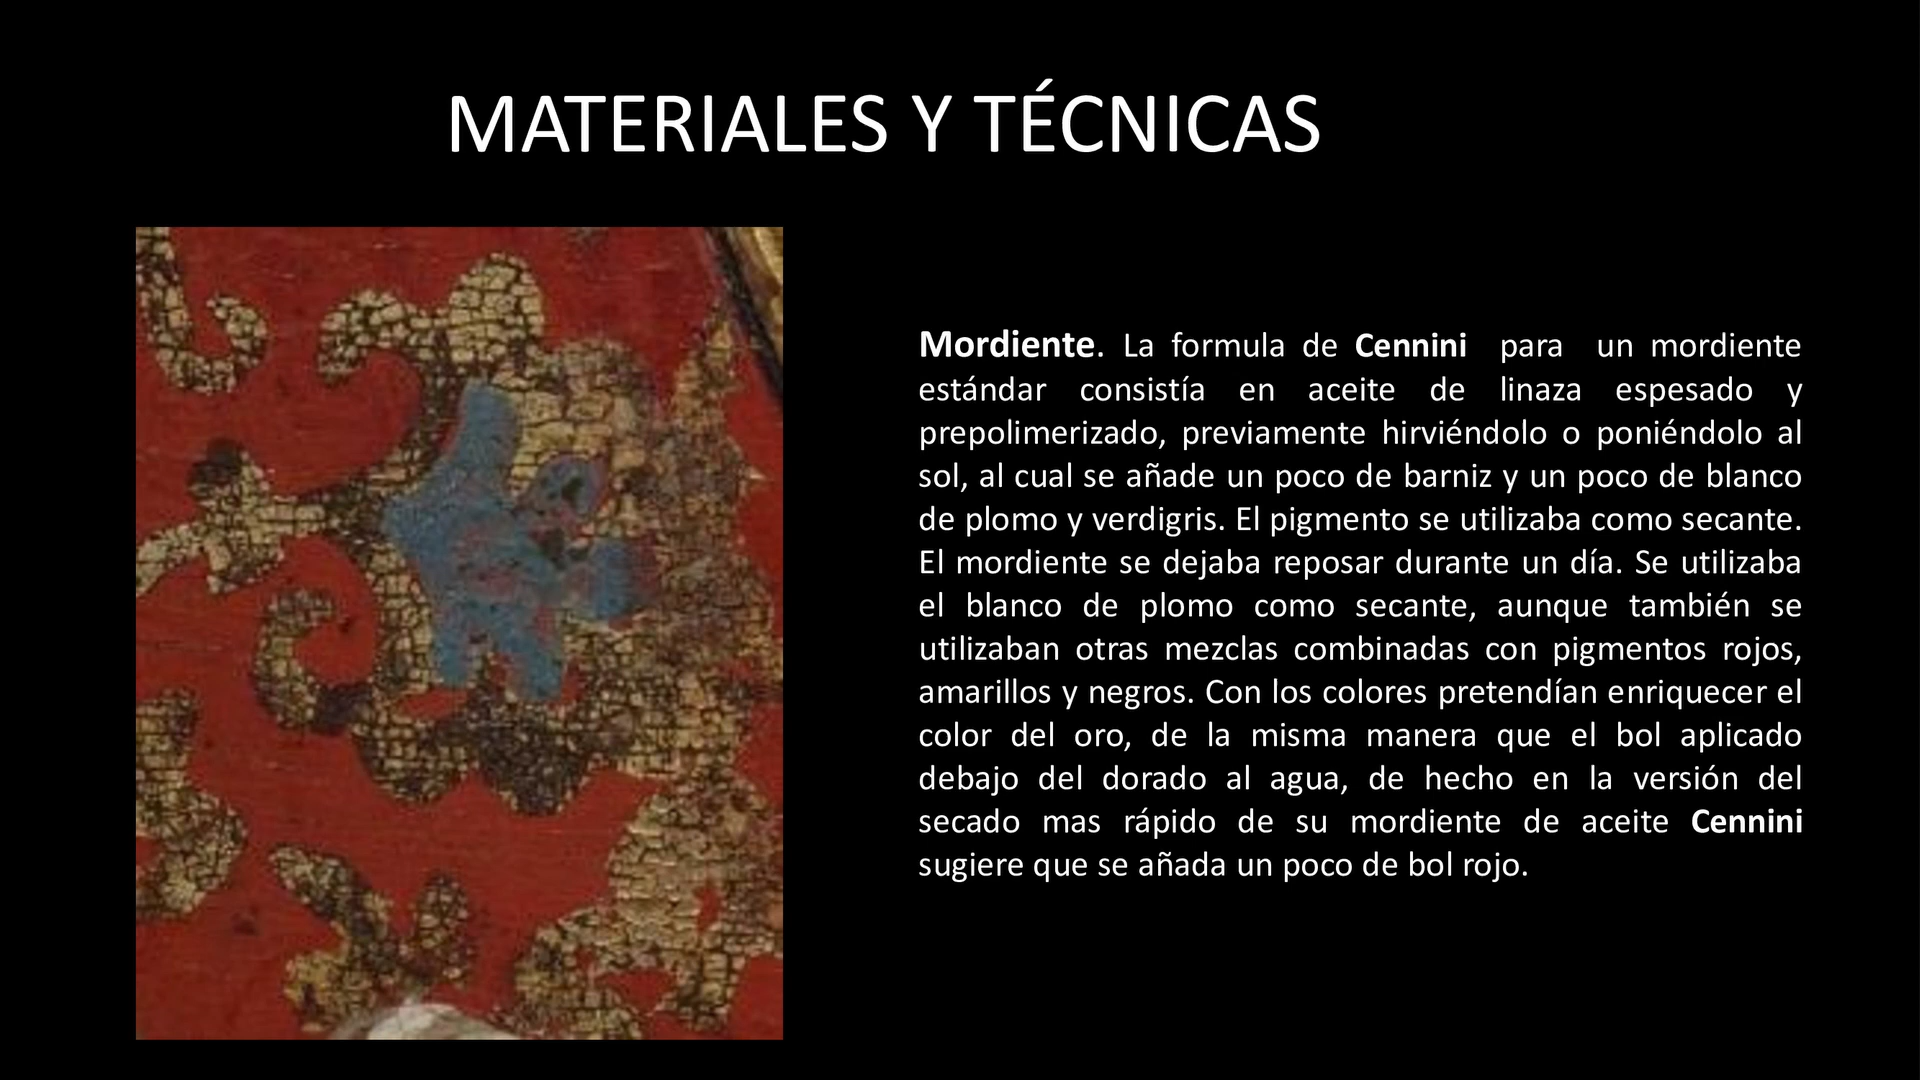 MATERIALES Y TÉCNICAS
Mordiente. La formula de Cennini para un mordiente
estándar consistía en aceite de linaza espesado y
prepolimerizado, previamente hirviéndolo o poniéndolo al
sol, al cual se añade un poco de barniz y un poco de blanco
de plomo y verdigris. El pigmento se utilizaba como secante.
El mordiente se dejaba reposar durante un día. Se utilizaba
el blanco de plomo como secante, aunque también se
utilizaban otras mezclas combinadas con pigmentos rojos,
amarillos y negros. Con los colores pretendían enriquecer el
color del oro, de la misma manera que el bol aplicado
debajo del dorado al agua, de hecho en la versión del
secado mas rápido de su mordiente de aceite Cennini
sugiere que se añada un poco de bol rojo.